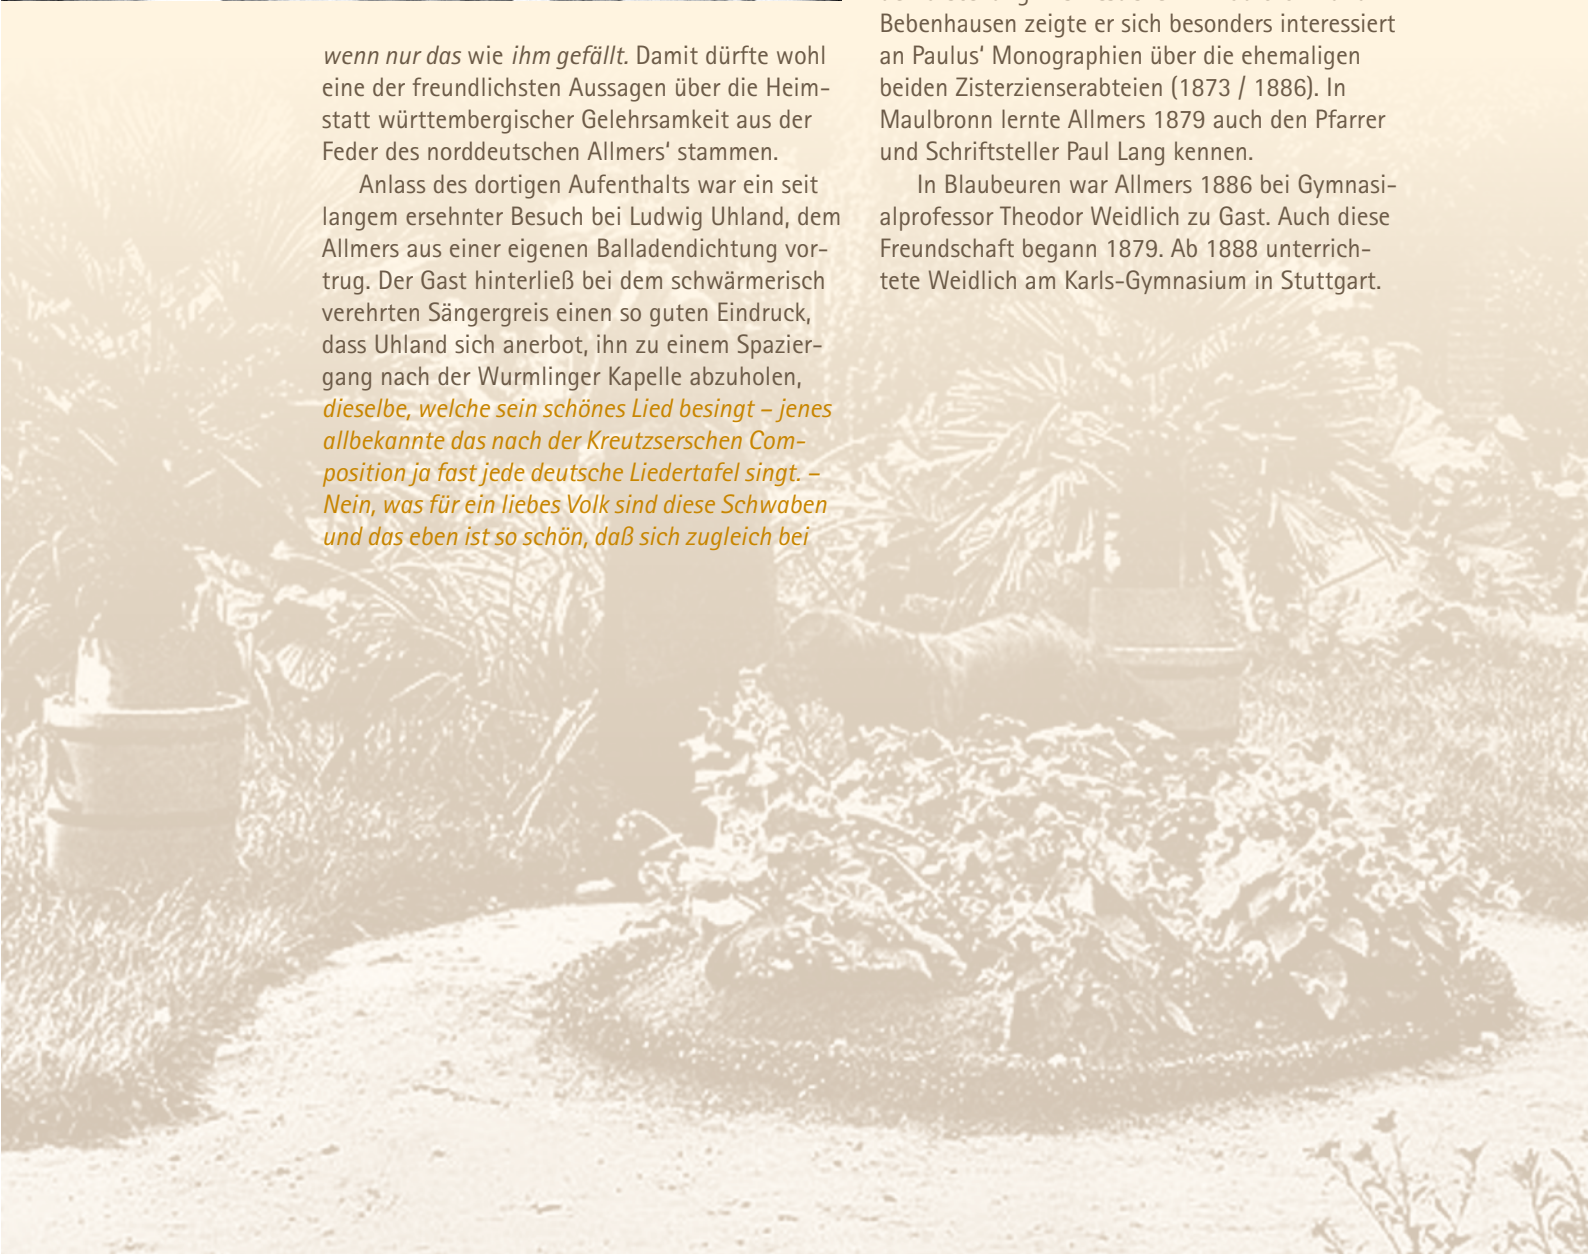 wenn nur das wie ihm gefällt. Damit dürfte wohl
eine der freundlichsten Aussagen über die Heim-
statt württembergischer Gelehrsamkeit aus der
Feder des norddeutschen Allmers‘ stammen.
Anlass des dortigen Aufenthalts war ein seit
langem ersehnter Besuch bei Ludwig Uhland, dem
Allmers aus einer eigenen Balladendichtung vor-
trug. Der Gast hinterließ bei dem schwärmerisch
verehrten Sängergreis einen so guten Eindruck,
dass Uhland sich anerbot, ihn zu einem Spazier-
gang nach der Wurmlinger Kapelle abzuholen,
dieselbe, welche sein schönes Lied besingt – jenes
allbekannte das nach der Kreutzserschen Com-
position ja fast jede deutsche Liedertafel singt. –
Nein, was für ein liebes Volk sind diese Schwaben
und das eben ist so schön, daß sich zugleich bei
Bebenhausen zeigte er sich besonders interessiert
an Paulus‘ Monographien über die ehemaligen
beiden Zisterzienserabteien (1873 / 1886). In
Maulbronn lernte Allmers 1879 auch den Pfarrer
und Schriftsteller Paul Lang kennen.
In Blaubeuren war Allmers 1886 bei Gymnasi-
alprofessor Theodor Weidlich zu Gast. Auch diese
Freundschaft begann 1879. Ab 1888 unterrich-
tete Weidlich am Karls-Gymnasium in Stuttgart.